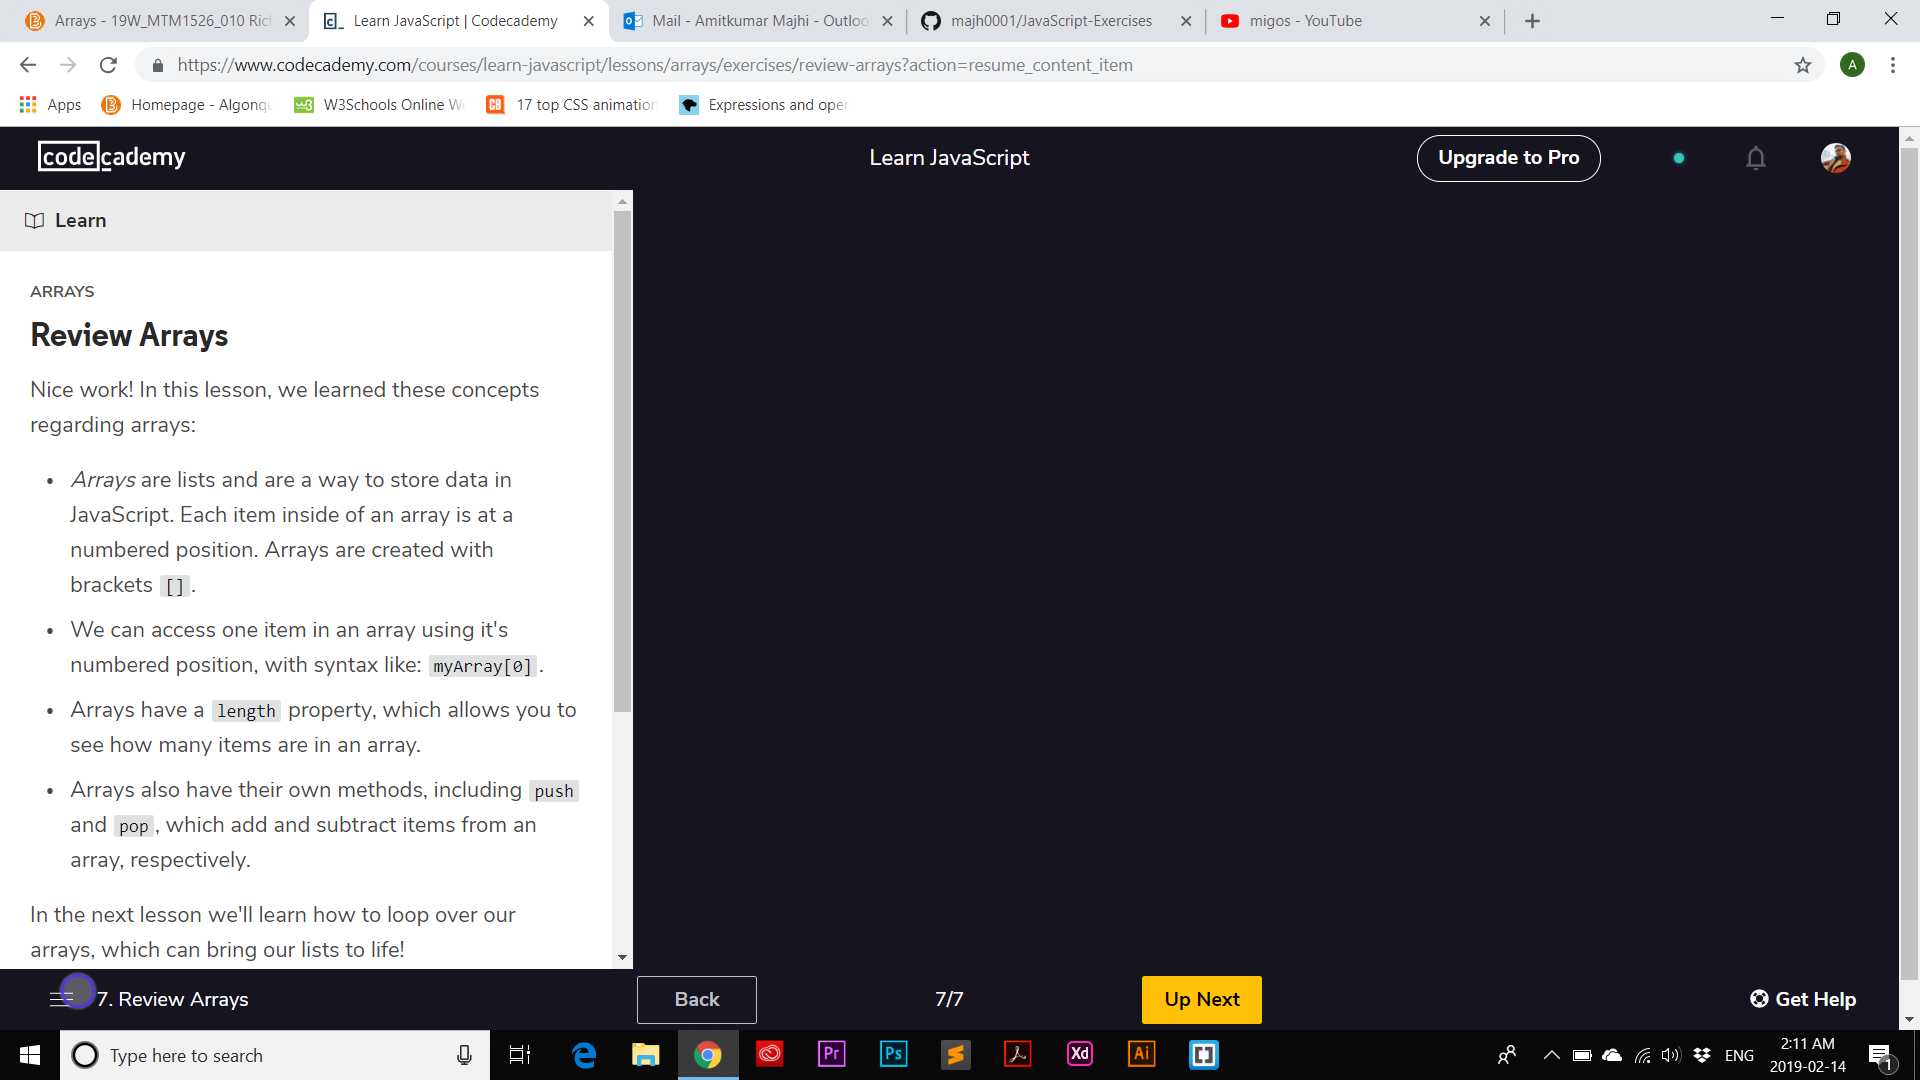 Arrays - 19W_MTM1526_010 Rich
Learn JavaScript | Codecademy
Mail - Amitkumar Majhi - Outloo
majh0001/JavaScript-Exercises
migos - YouTube
https://www.codecademy.com/courses/learn-javascript/lessons/arrays/exercises/review-arrays?action=resume_content_item
A
Apps
Homepage - Algonqu
W3Schools Online W
17 top CSS animation
Expressions and oper
codecademy
Learn JavaScript
Upgrade to Pro
Learn
ARRAYS
Review Arrays
Nice work! In this lesson, we learned these concepts
regarding arrays:
• Arrays are lists and are a way to store data in
JavaScript. Each item inside of an array is at a
numbered position. Arrays are created with
brackets [].
• We can access one item in an array using it's
numbered position, with syntax like: myArray[0].
• Arrays have a length property, which allows you to
see how many items are in an array.
• Arrays also have their own methods, including push
and pop, which add and subtract items from an
array, respectively.
In the next lesson we'll learn how to loop over our
arrays, which can bring our lists to life!
7. Review Arrays
Back
7/7
Up Next
Get Help
Type here to search
Pr
Ps
Xd
Ai
ENG
2:11 AM
2019-02-14
1